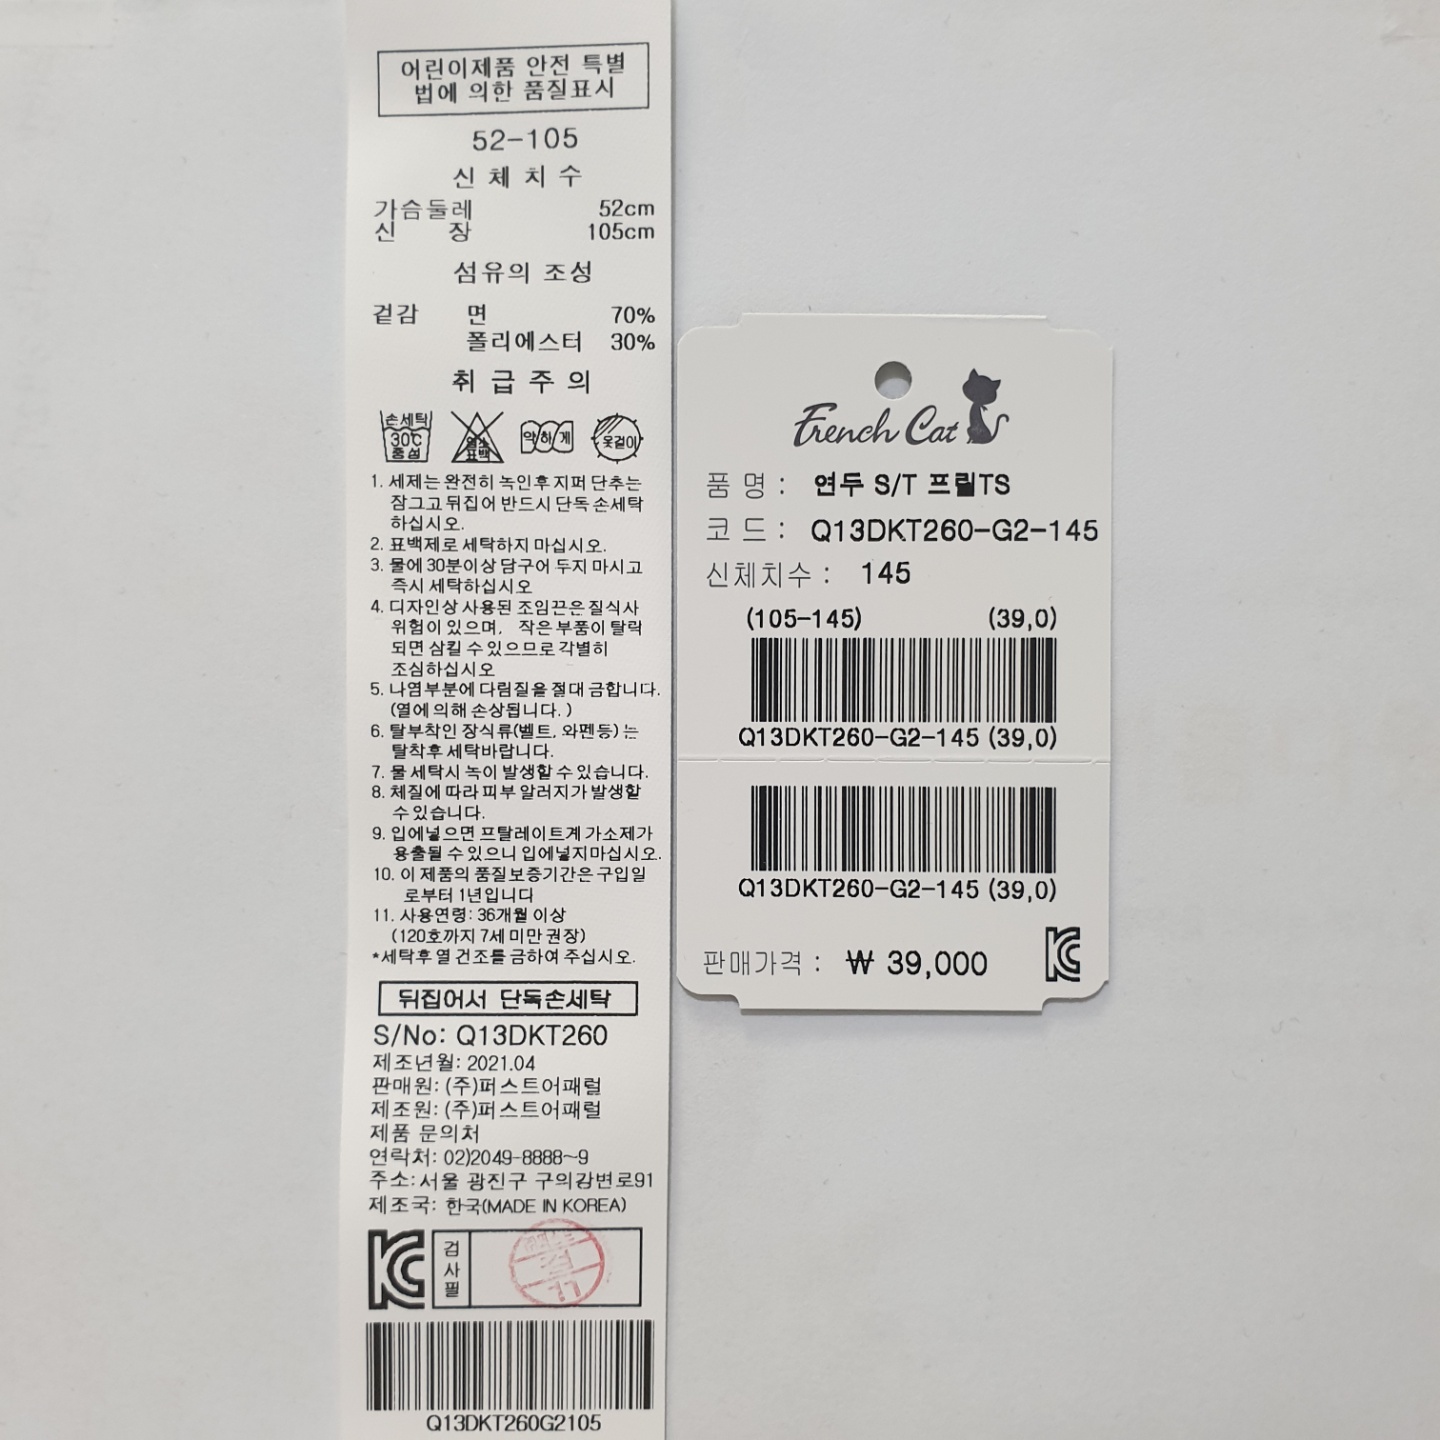 어린이제품 안전 특별
법에 의한 품질표시
52-105
신 체 치 수
가슴둘레 52cm
신 장 105cm
섬유의 조성
겉감 면 70%
폴리에스터 30%
취 급 주 의
손세탁 30℃ 중성 염소 표백 약하게 옷걸이
1. 세제는 완전히 녹인후 지퍼 단추는
잠그고 뒤집어 반드시 단독 손세탁
하십시오.
2. 표백제로 세탁하지 마십시오.
3. 물에 30분이상 담구어 두지 마시고
즉시 세탁하십시오
4. 디자인상 사용된 조임끈은 질식사
위험이 있으며, 작은 부품이 탈락
되면 삼킬 수 있으므로 각별히
조심하십시오
5. 나염부분에 다림질을 절대 금합니다.
(열에 의해 손상됩니다. )
6. 탈부착인 장식류(벨트, 와펜등) 는
탈착후 세탁바랍니다.
7. 물 세탁시 녹이 발생할 수 있습니다.
8. 체질에 따라 피부 알러지가 발생할
수 있습니다.
9. 입에넣으면 프탈레이트계 가소제가
용출될 수 있으니 입에넣지마십시오.
10. 이 제품의 품질보증기간은 구입일
로부터 1년입니다
11. 사용연령: 36개월 이상
(120호까지 7세 미만 권장)
*세탁후 열 건조를 금하여 주십시오.
뒤집어서 단독손세탁
S/No: Q13DKT260
제조년월: 2021.04
판매원: (주)퍼스트어패럴
제조원: (주)퍼스트어패럴
제품 문의처
연락처: 02)2049-8888~9
주소: 서울 광진구 구의강변로91
제조국: 한국(MADE IN KOREA)
KC 검사필
Q13DKT260G2105
French Cat
품 명 : 연두 S/T 프릴TS
코 드 : Q13DKT260-G2-145
신체치수 : 145
(105-145) (39,0)
Q13DKT260-G2-145 (39,0)
Q13DKT260-G2-145 (39,0)
판매가격 : ₩ 39,000
KC